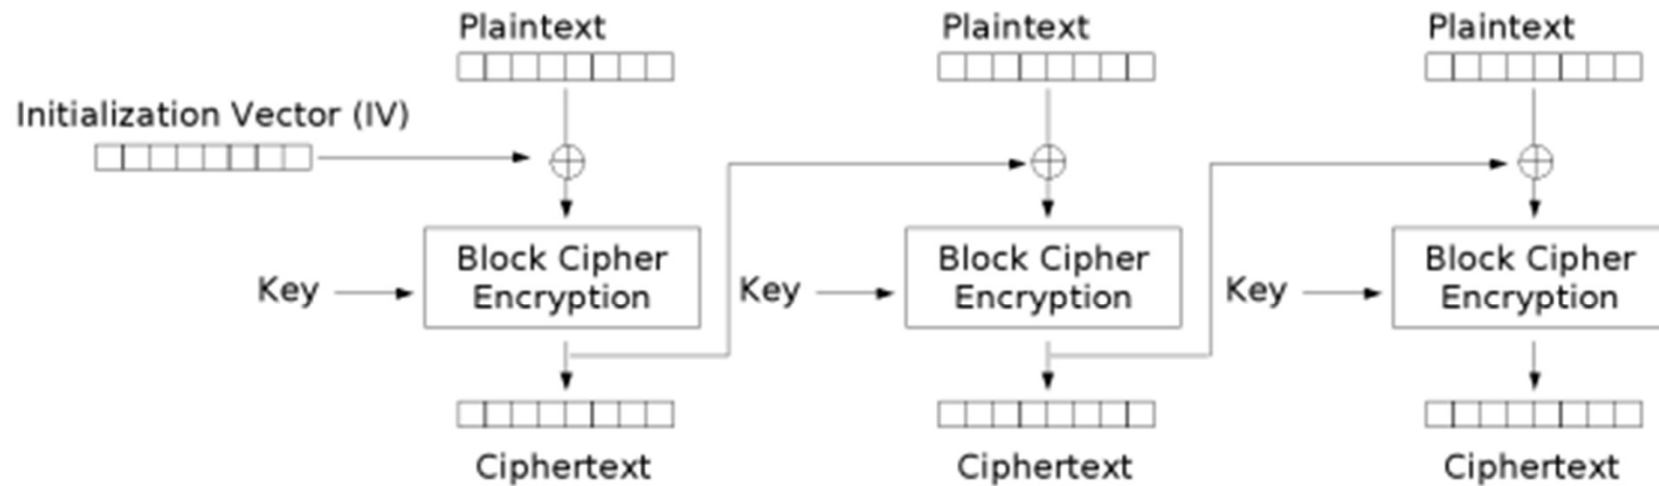 Plaintext
Plaintext
Plaintext
Initialization Vector (IV)
Key
Block Cipher
Encryption
Key
Block Cipher
Encryption
Key
Block Cipher
Encryption
Ciphertext
Ciphertext
Ciphertext